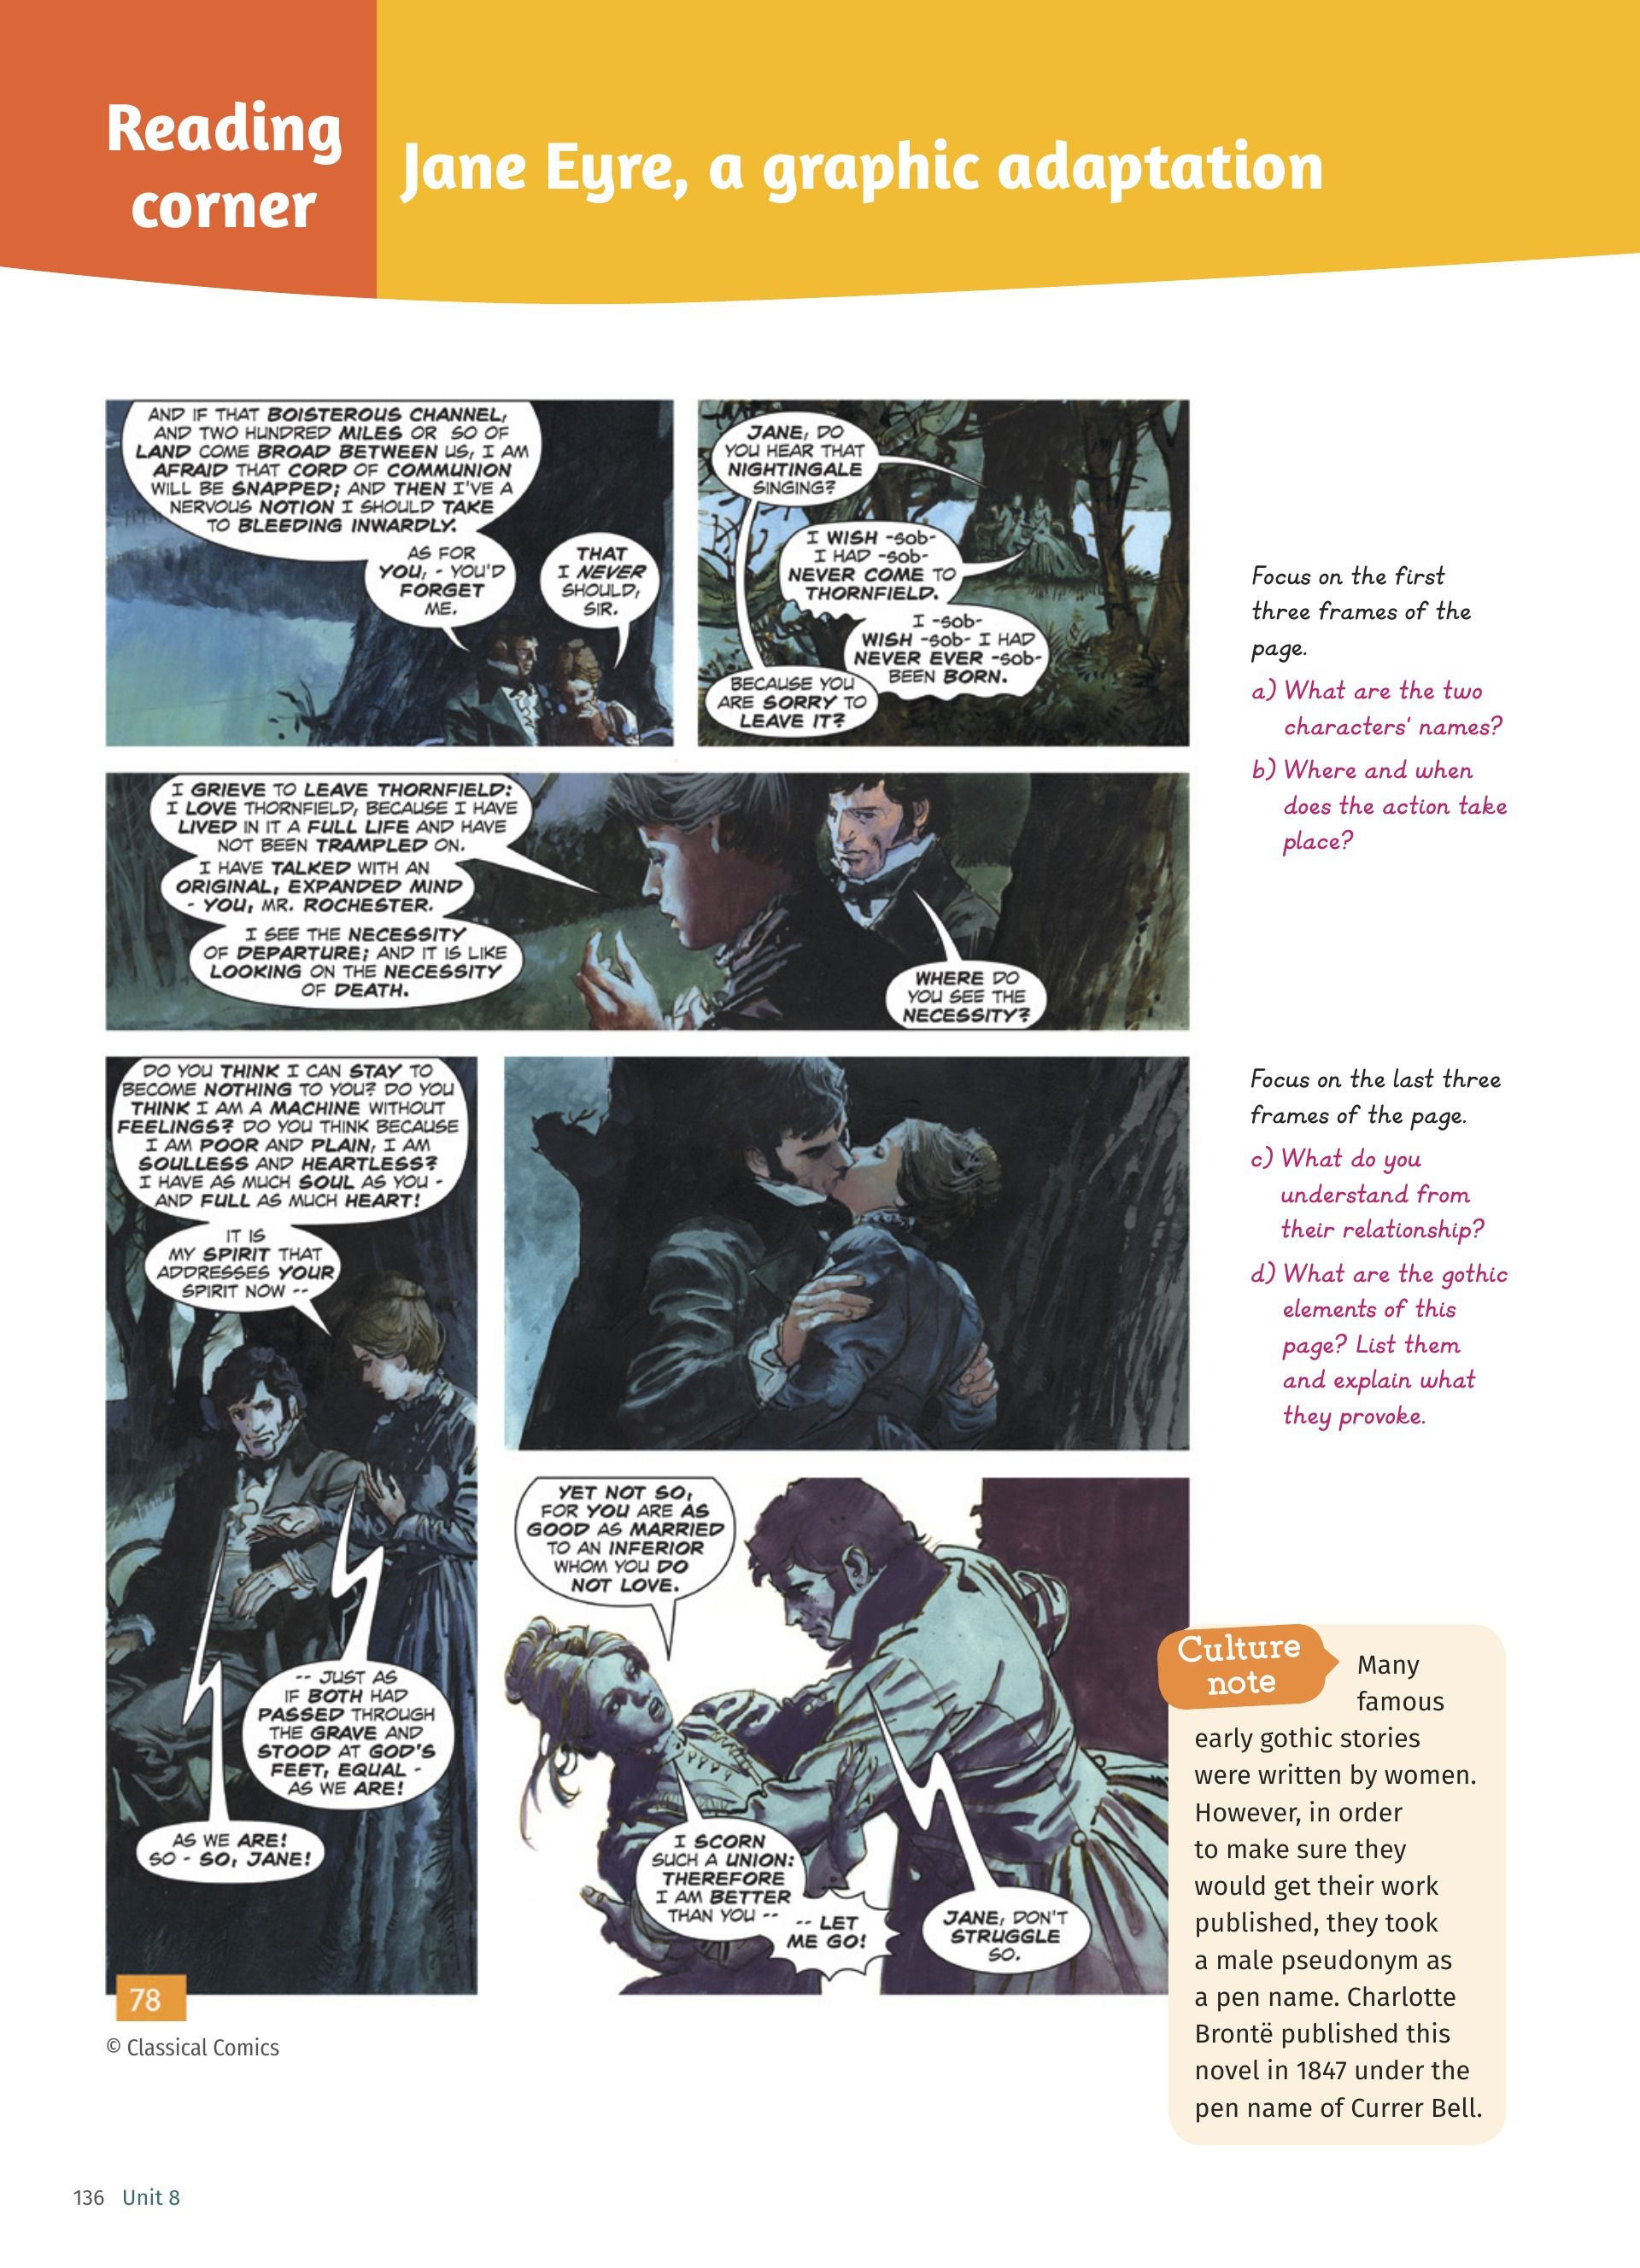 Reading
corner
Jane Eyre, a graphic adaptation
AND IF THAT BOISTEROUS CHANNEL,
AND TWO HUNDRED MILES OR SO OF
LAND COME BROAD BETWEEN US, I AM
AFRAID THAT CORD OF COMMUNION
WILL BE SNAPPED; AND THEN I'VE A
NERVOUS NOTION I SHOULD TAKE
TO BLEEDING INWARDLY.
AS FOR
YOU, - YOU'D
FORGET
ME.
THAT
I NEVER
SHOULD,
SIR.
JANE, DO
YOU HEAR THAT
NIGHTINGALE
SINGING?
I WISH -sob-
I HAD -sob-
NEVER COME TO
THORNFIELD.
I -sob-
WISH -sob- I HAD
NEVER EVER -sob-
BEEN BORN.
BECAUSE YOU
ARE SORRY TO
LEAVE IT?
I GRIEVE TO LEAVE THORNFIELD:
I LOVE THORNFIELD, BECAUSE I HAVE
LIVED IN IT A FULL LIFE AND HAVE
NOT BEEN TRAMPLED ON.
I HAVE TALKED WITH AN
ORIGINAL, EXPANDED MIND
- YOU, MR. ROCHESTER.
I SEE THE NECESSITY
OF DEPARTURE; AND IT IS LIKE
LOOKING ON THE NECESSITY
OF DEATH.
WHERE DO
YOU SEE THE
NECESSITY?
DO YOU THINK I CAN STAY TO
BECOME NOTHING TO YOU? DO YOU
THINK I AM A MACHINE WITHOUT
FEELINGS? DO YOU THINK BECAUSE
I AM POOR AND PLAIN, I AM
SOULLESS AND HEARTLESS?
I HAVE AS MUCH SOUL AS YOU -
AND FULL AS MUCH HEART!
IT IS
MY SPIRIT THAT
ADDRESSES YOUR
SPIRIT NOW --
-- JUST AS
IF BOTH HAD
PASSED THROUGH
THE GRAVE AND
STOOD AT GOD'S
FEET, EQUAL -
AS WE ARE!
AS WE ARE!
SO - SO, JANE!
YET NOT SO,
FOR YOU ARE AS
GOOD AS MARRIED
TO AN INFERIOR
WHOM YOU DO
NOT LOVE.
I SCORN
SUCH A UNION:
THEREFORE
I AM BETTER
THAN YOU --
-- LET
ME GO!
JANE, DON'T
STRUGGLE
SO.
78
© Classical Comics
Focus on the first
three frames of the
page.
a) What are the two
characters' names?
b) Where and when
does the action take
place?
Focus on the last three
frames of the page.
c) What do you
understand from
their relationship?
d) What are the gothic
elements of this
page? List them
and explain what
they provoke.
Culture
note
Many
famous
early gothic stories
were written by women.
However, in order
to make sure they
would get their work
published, they took
a male pseudonym as
a pen name. Charlotte
Brontë published this
novel in 1847 under the
pen name of Currer Bell.
136 Unit 8